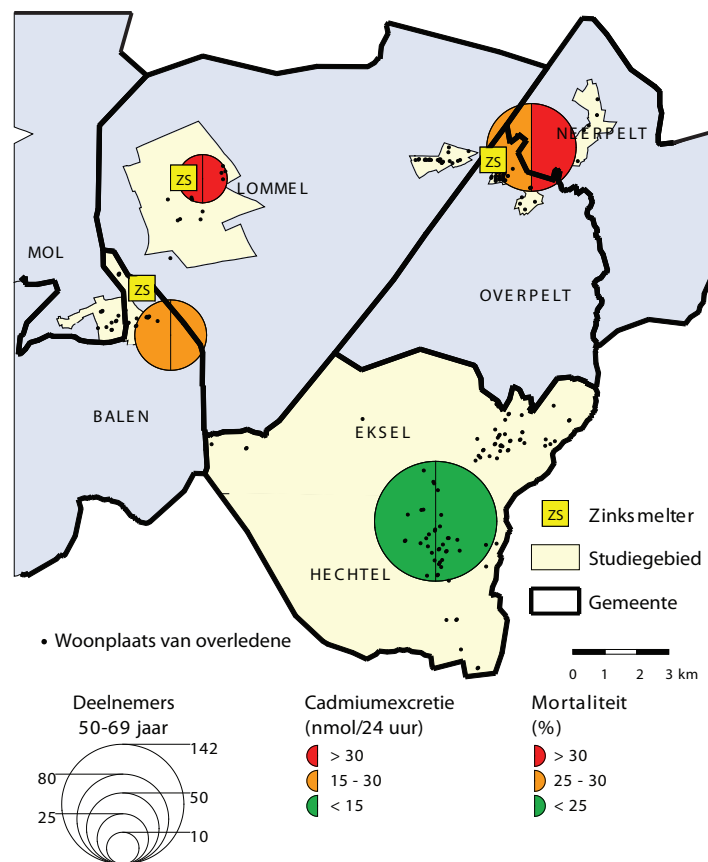 NEERPELT
ZS
ZS
LOMMEL
MOL
ZS
OVERPELT
BALEN
EKSEL
ZS Zinksmelter
Studiegebied
HECHTEL
Gemeente
• Woonplaats van overledene
0 1 2 3 km
Deelnemers
50-69 jaar
142
80
50
25
10
Cadmiumexcretie
(nmol/24 uur)
> 30
15 - 30
< 15
Mortaliteit
(%)
> 30
25 - 30
< 25